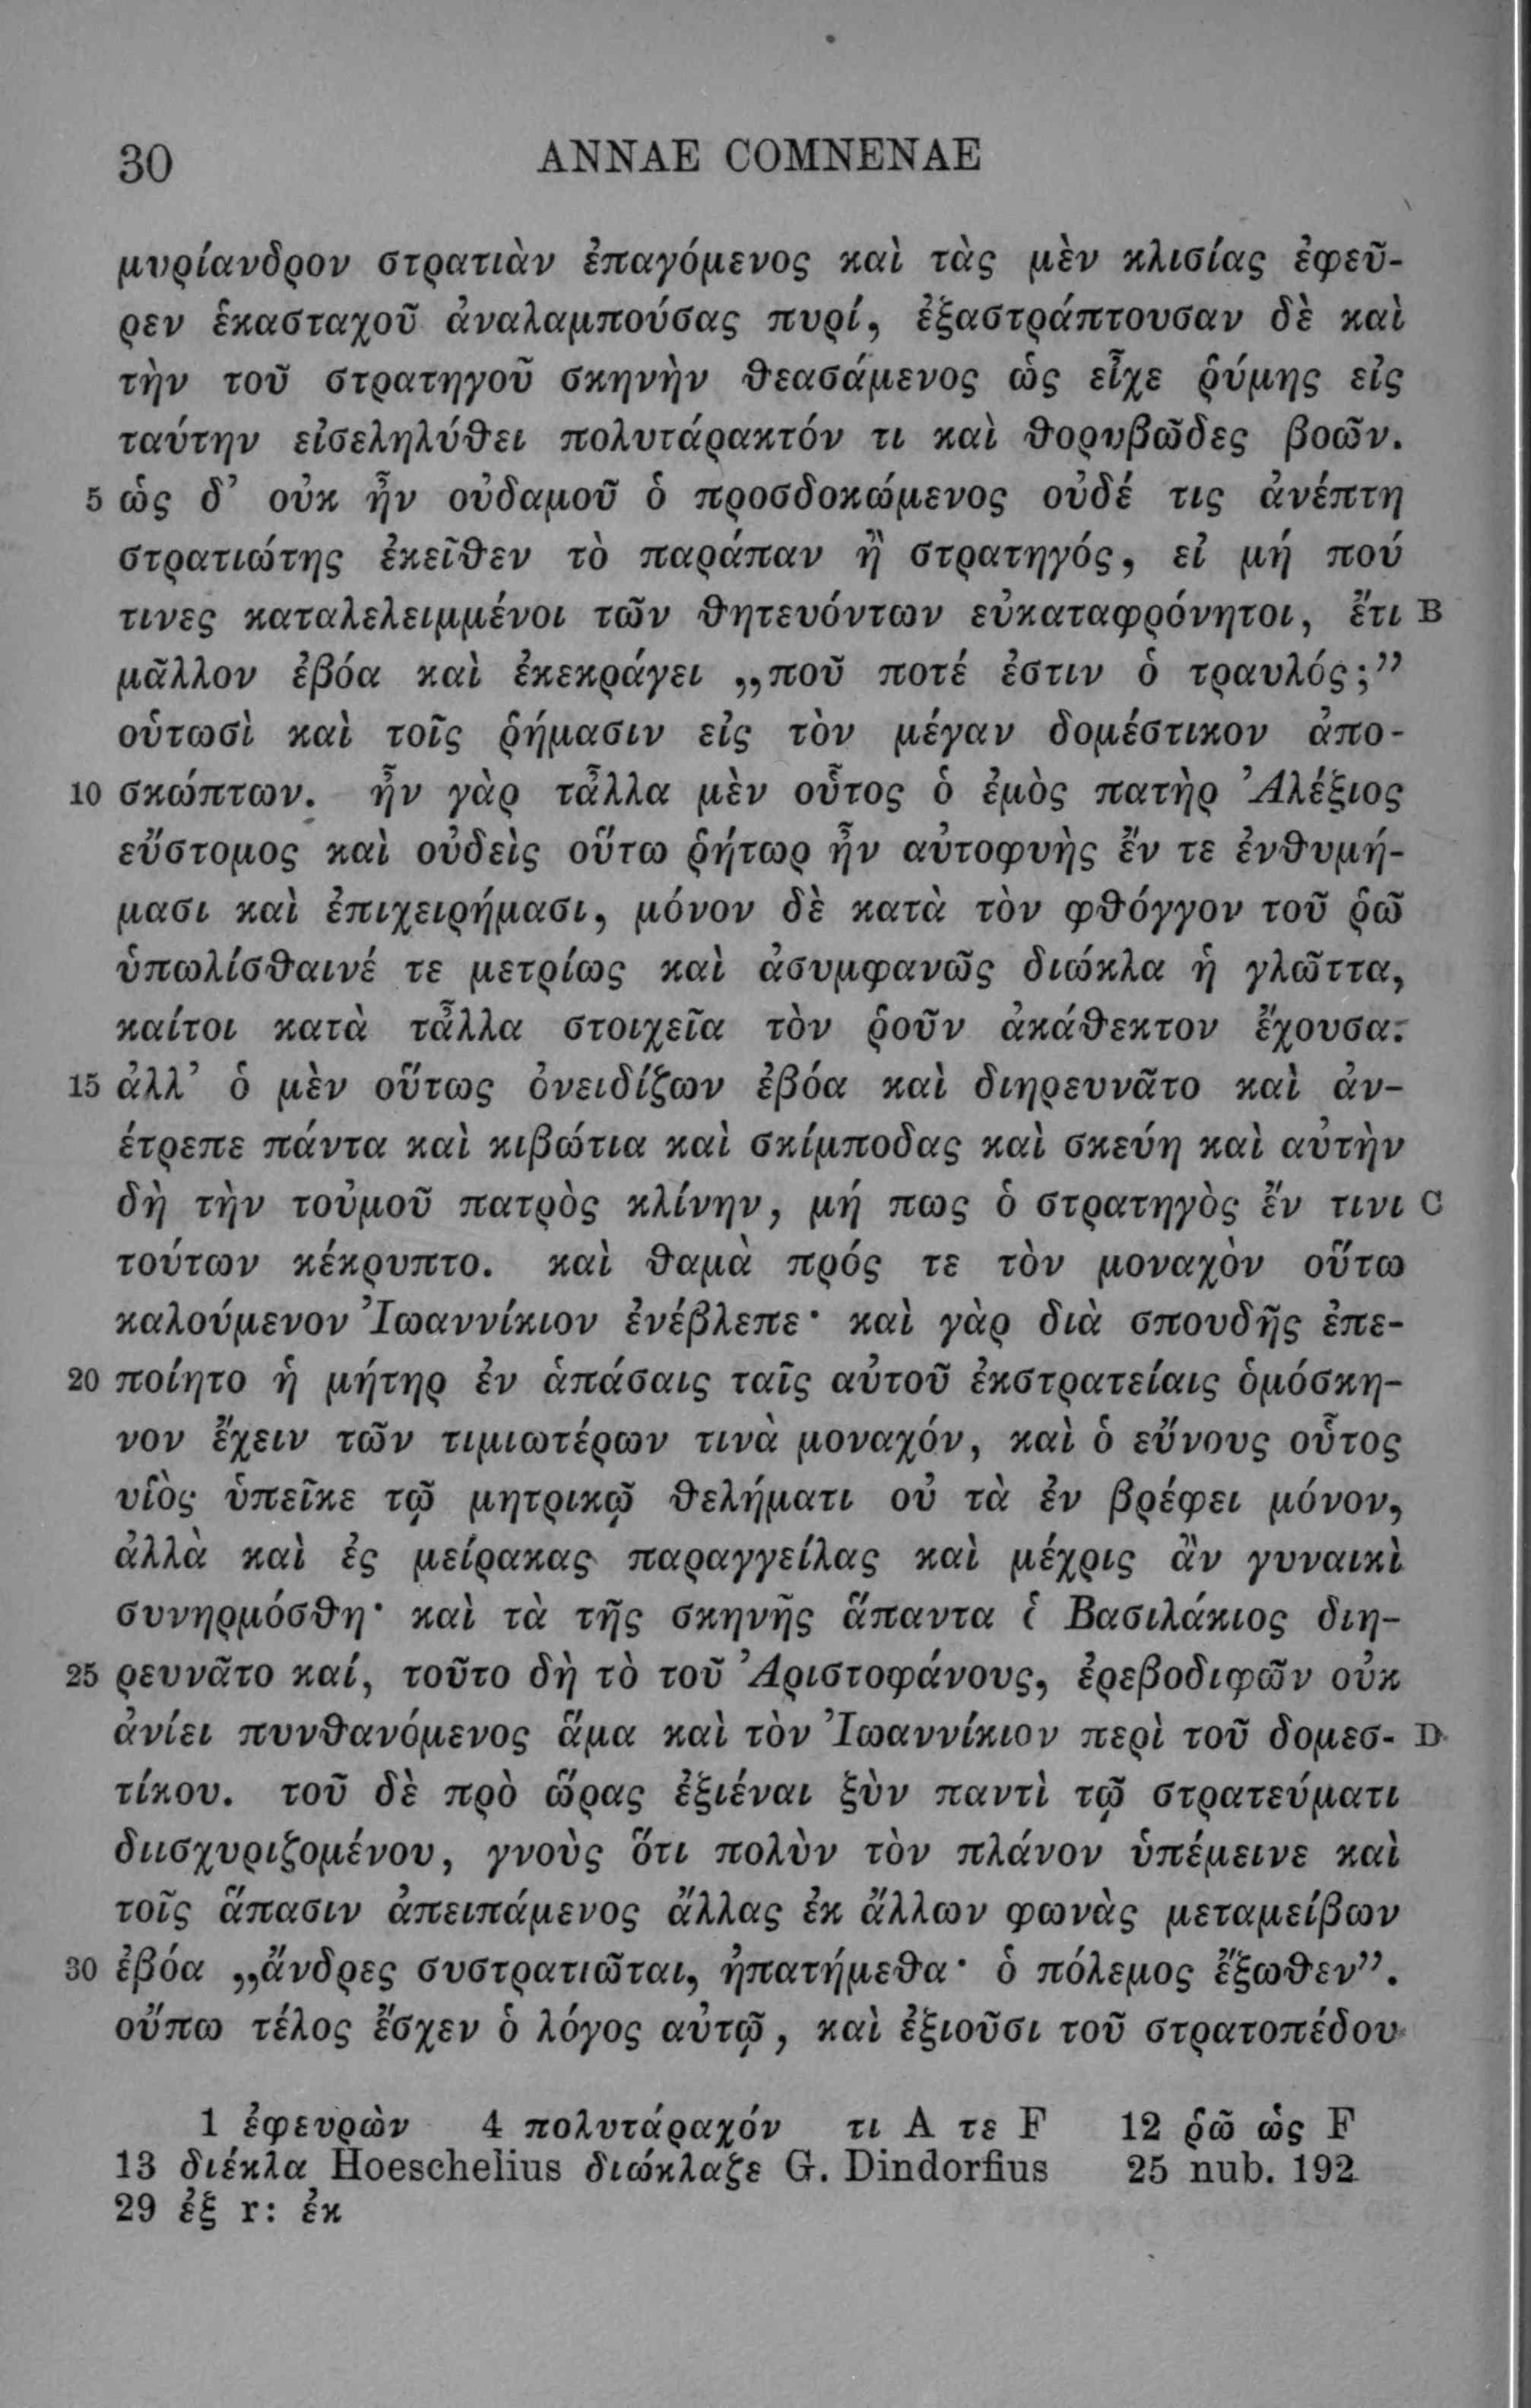 30 ANNAE COMNENAE
μυρίανδρον στρατιὰν ἐπαγόμενος καὶ τὰς μὲν κλισίας ἐφεῦ-
ρεν ἑκασταχοῦ ἀναλαμπούσας πυρί, ἐξαστράπτουσαν δὲ καὶ
τὴν τοῦ στρατηγοῦ σκηνὴν θεασάμενος ὡς εἶχε ῥύμης εἰς
ταύτην εἰσεληλύθει πολυτάρακτόν τι καὶ θορυβῶδες βοῶν.
5 ὡς δ’ οὐκ ἦν οὐδαμοῦ ὁ προσδοκώμενος οὐδέ τις ἀνέπτη
στρατιώτης ἐκεῖθεν τὸ παράπαν ἢ στρατηγός, εἰ μή πού
τινες καταλελειμμένοι τῶν θητευόντων εὐκαταφρόνητοι, ἔτι B
μᾶλλον ἐβόα καὶ ἐκεκράγει „ποῦ ποτέ ἐστιν ὁ τραυλός;”
οὑτωσὶ καὶ τοῖς ῥήμασιν εἰς τὸν μέγαν δομέστικον ἀπο-
10 σκώπτων. ἦν γὰρ τἆλλα μὲν οὗτος ὁ ἐμὸς πατὴρ Ἀλέξιος
εὔστομος καὶ οὐδεὶς οὕτω ῥήτωρ ἦν αὐτοφυὴς ἔν τε ἐνθυμή-
μασι καὶ ἐπιχειρήμασι, μόνον δὲ κατὰ τὸν φθόγγον τοῦ ῥῶ
ὑπωλίσθαινέ τε μετρίως καὶ ἀσυμφανῶς διώκλα ἡ γλῶττα,
καίτοι κατὰ τἆλλα στοιχεῖα τὸν ῥοῦν ἀκάθεκτον ἔχουσα.
15 ἀλλ’ ὁ μὲν οὕτως ὀνειδίζων ἐβόα καὶ διηρευνᾶτο καὶ ἀν-
έτρεπε πάντα καὶ κιβώτια καὶ σκίμποδας καὶ σκεύη καὶ αὐτὴν
δὴ τὴν τοὐμοῦ πατρὸς κλίνην, μή πως ὁ στρατηγὸς ἔν τινι C
τούτων κέκρυπτο. καὶ θαμὰ πρός τε τὸν μοναχὸν οὕτω
καλούμενον Ἰωαννίκιον ἐνέβλεπε· καὶ γὰρ διὰ σπουδῆς ἐπε-
20 ποίητο ἡ μήτηρ ἐν ἁπάσαις ταῖς αὐτοῦ ἐκστρατείαις ὁμόσκη-
νον ἔχειν τῶν τιμιωτέρων τινὰ μοναχόν, καὶ ὁ εὔνους οὗτος
υἱὸς ὑπεῖκε τῷ μητρικῷ θελήματι οὐ τὰ ἐν βρέφει μόνον,
ἀλλὰ καὶ ἐς μείρακας παραγγείλας καὶ μέχρις ἂν γυναικὶ
συνηρμόσθη· καὶ τὰ τῆς σκηνῆς ἅπαντα ὁ Βασιλάκιος διη-
25 ρευνᾶτο καί, τοῦτο δὴ τὸ τοῦ Ἀριστοφάνους, ἐρεβοδιφῶν οὐκ
ἀνίει πυνθανόμενος ἅμα καὶ τὸν Ἰωαννίκιον περὶ τοῦ δομεσ- D
τίκου. τοῦ δὲ πρὸ ὥρας ἐξιέναι ξὺν παντὶ τῷ στρατεύματι
διισχυριζομένου, γνοὺς ὅτι πολὺν τὸν πλάνον ὑπέμεινε καὶ
τοῖς ἅπασιν ἀπειπάμενος ἄλλας ἐκ ἄλλων φωνὰς μεταμείβων
30 ἐβόα „ἄνδρες συστρατιῶται, ἠπατήμεθα· ὁ πόλεμος ἔξωθεν”.
οὔπω τέλος ἔσχεν ὁ λόγος αὐτῷ, καὶ ἐξιοῦσι τοῦ στρατοπέδου
1 ἐφευρὼν 4 πολυτάραχόν τι A τε F 12 ῥῶ ὡς F
13 διέκλα Hoeschelius διώκλαζε G. Dindorfius 25 nub. 192
29 ἐξ r: ἐκ